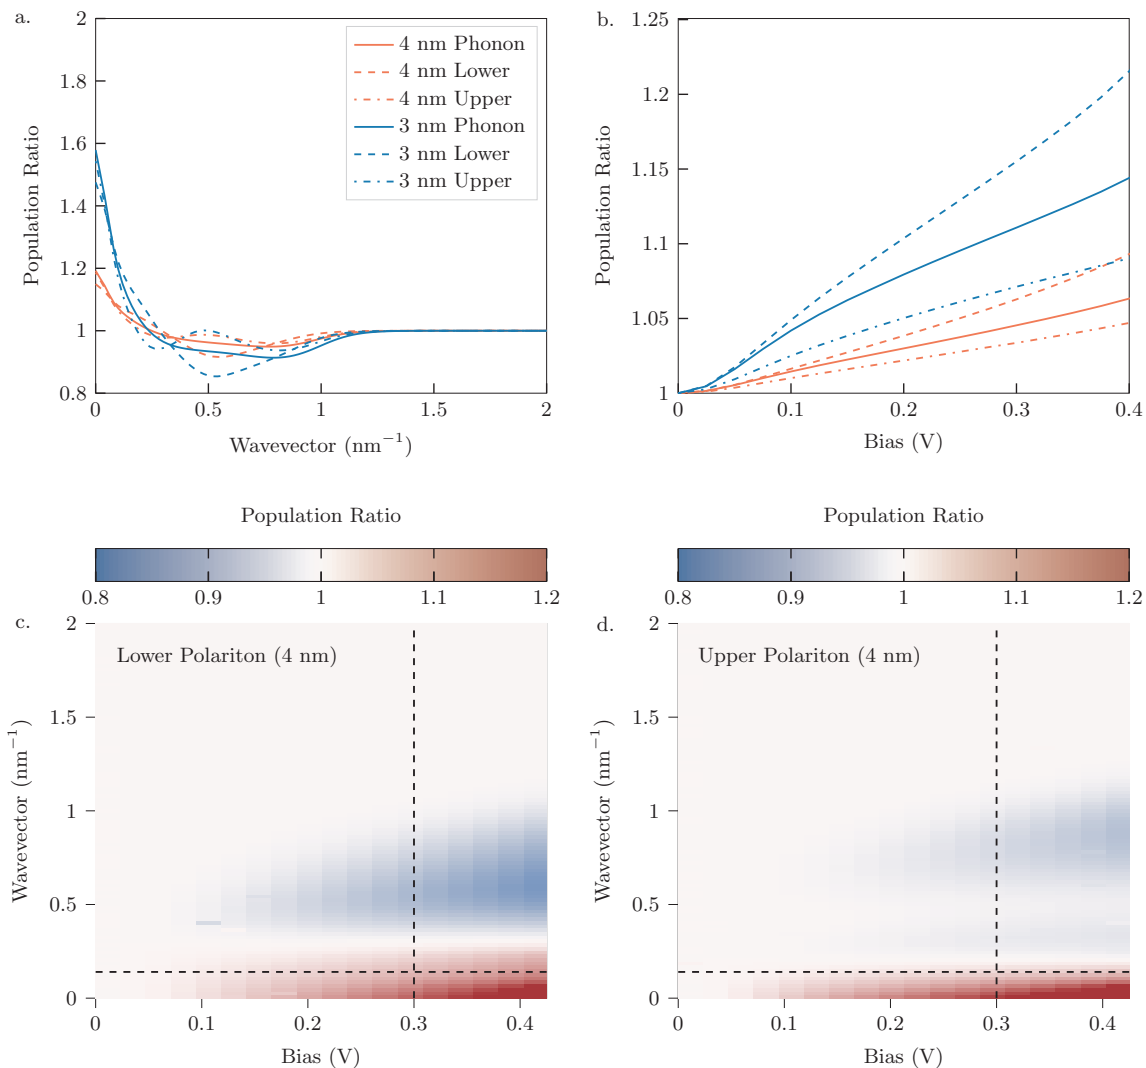 a.
2
1.8
1.6
1.4
1.2
1
0.8
Population Ratio
0
0.5
1
1.5
2
Wavevector (nm⁻¹)
4 nm Phonon
4 nm Lower
4 nm Upper
3 nm Phonon
3 nm Lower
3 nm Upper
b.
1.25
1.2
1.15
1.1
1.05
1
Population Ratio
0
0.1
0.2
0.3
0.4
Bias (V)
Population Ratio
0.8
0.9
1
1.1
1.2
c.
Lower Polariton (4 nm)
2
1.5
1
0.5
0
Wavevector (nm⁻¹)
0
0.1
0.2
0.3
0.4
Bias (V)
Population Ratio
0.8
0.9
1
1.1
1.2
d.
Upper Polariton (4 nm)
2
1.5
1
0.5
0
Wavevector (nm⁻¹)
0
0.1
0.2
0.3
0.4
Bias (V)